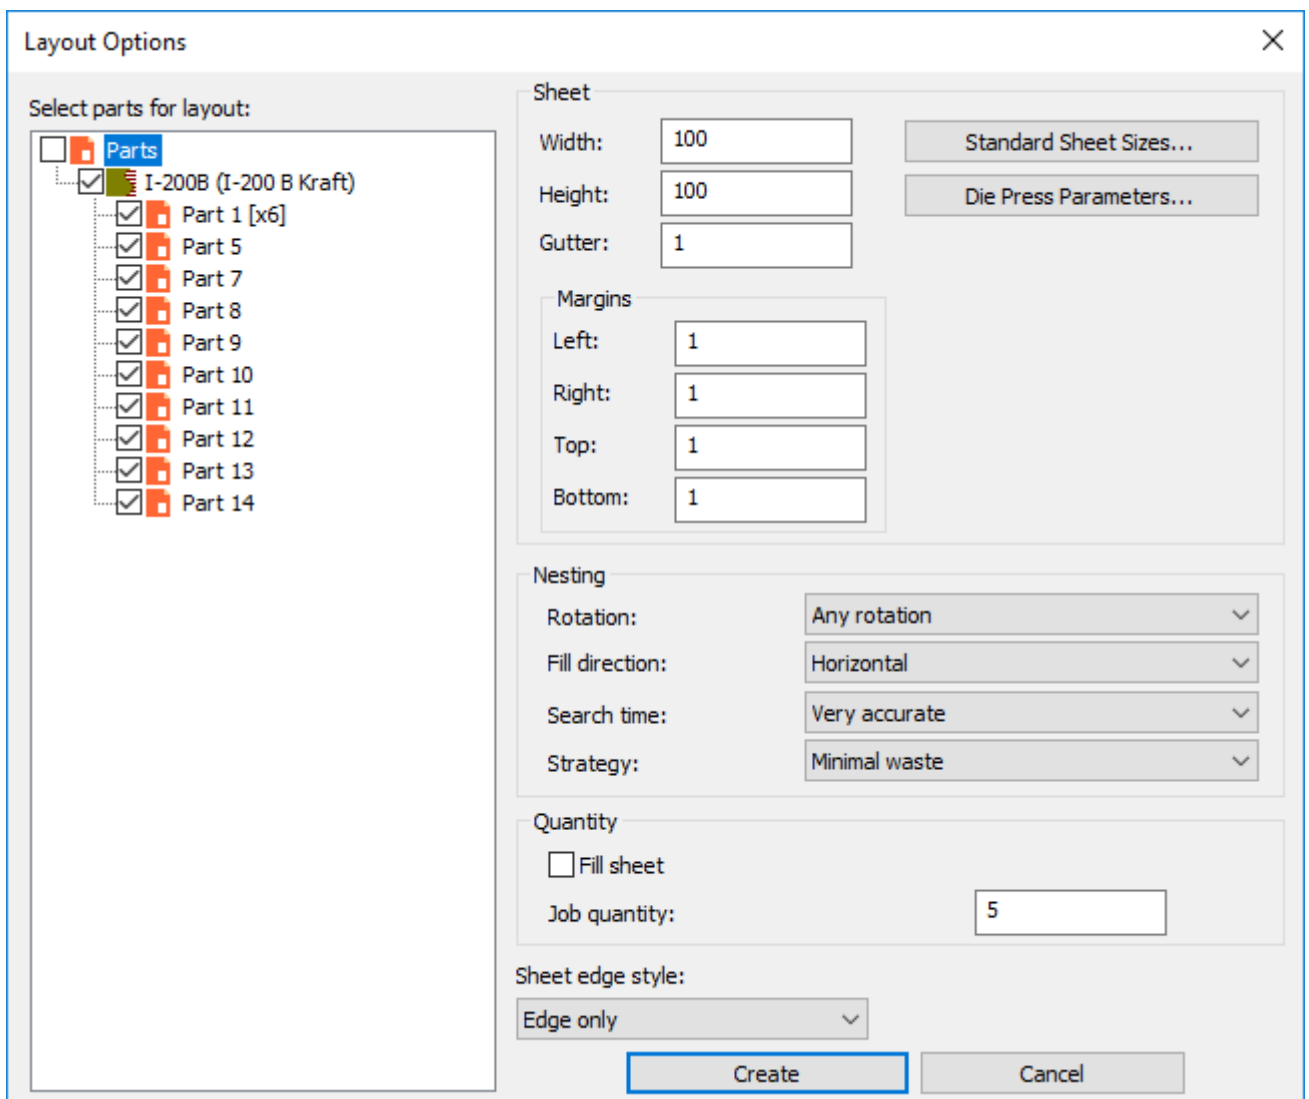 Layout Options
Select parts for layout:
Parts
I-200B (I-200 B Kraft)
Part 1 [x6]
Part 5
Part 7
Part 8
Part 9
Part 10
Part 11
Part 12
Part 13
Part 14
Sheet
Width: 100 Standard Sheet Sizes...
Height: 100 Die Press Parameters...
Gutter: 1
Margins
Left: 1
Right: 1
Top: 1
Bottom: 1
Nesting
Rotation: Any rotation
Fill direction: Horizontal
Search time: Very accurate
Strategy: Minimal waste
Quantity
Fill sheet
Job quantity: 5
Sheet edge style:
Edge only
Create Cancel